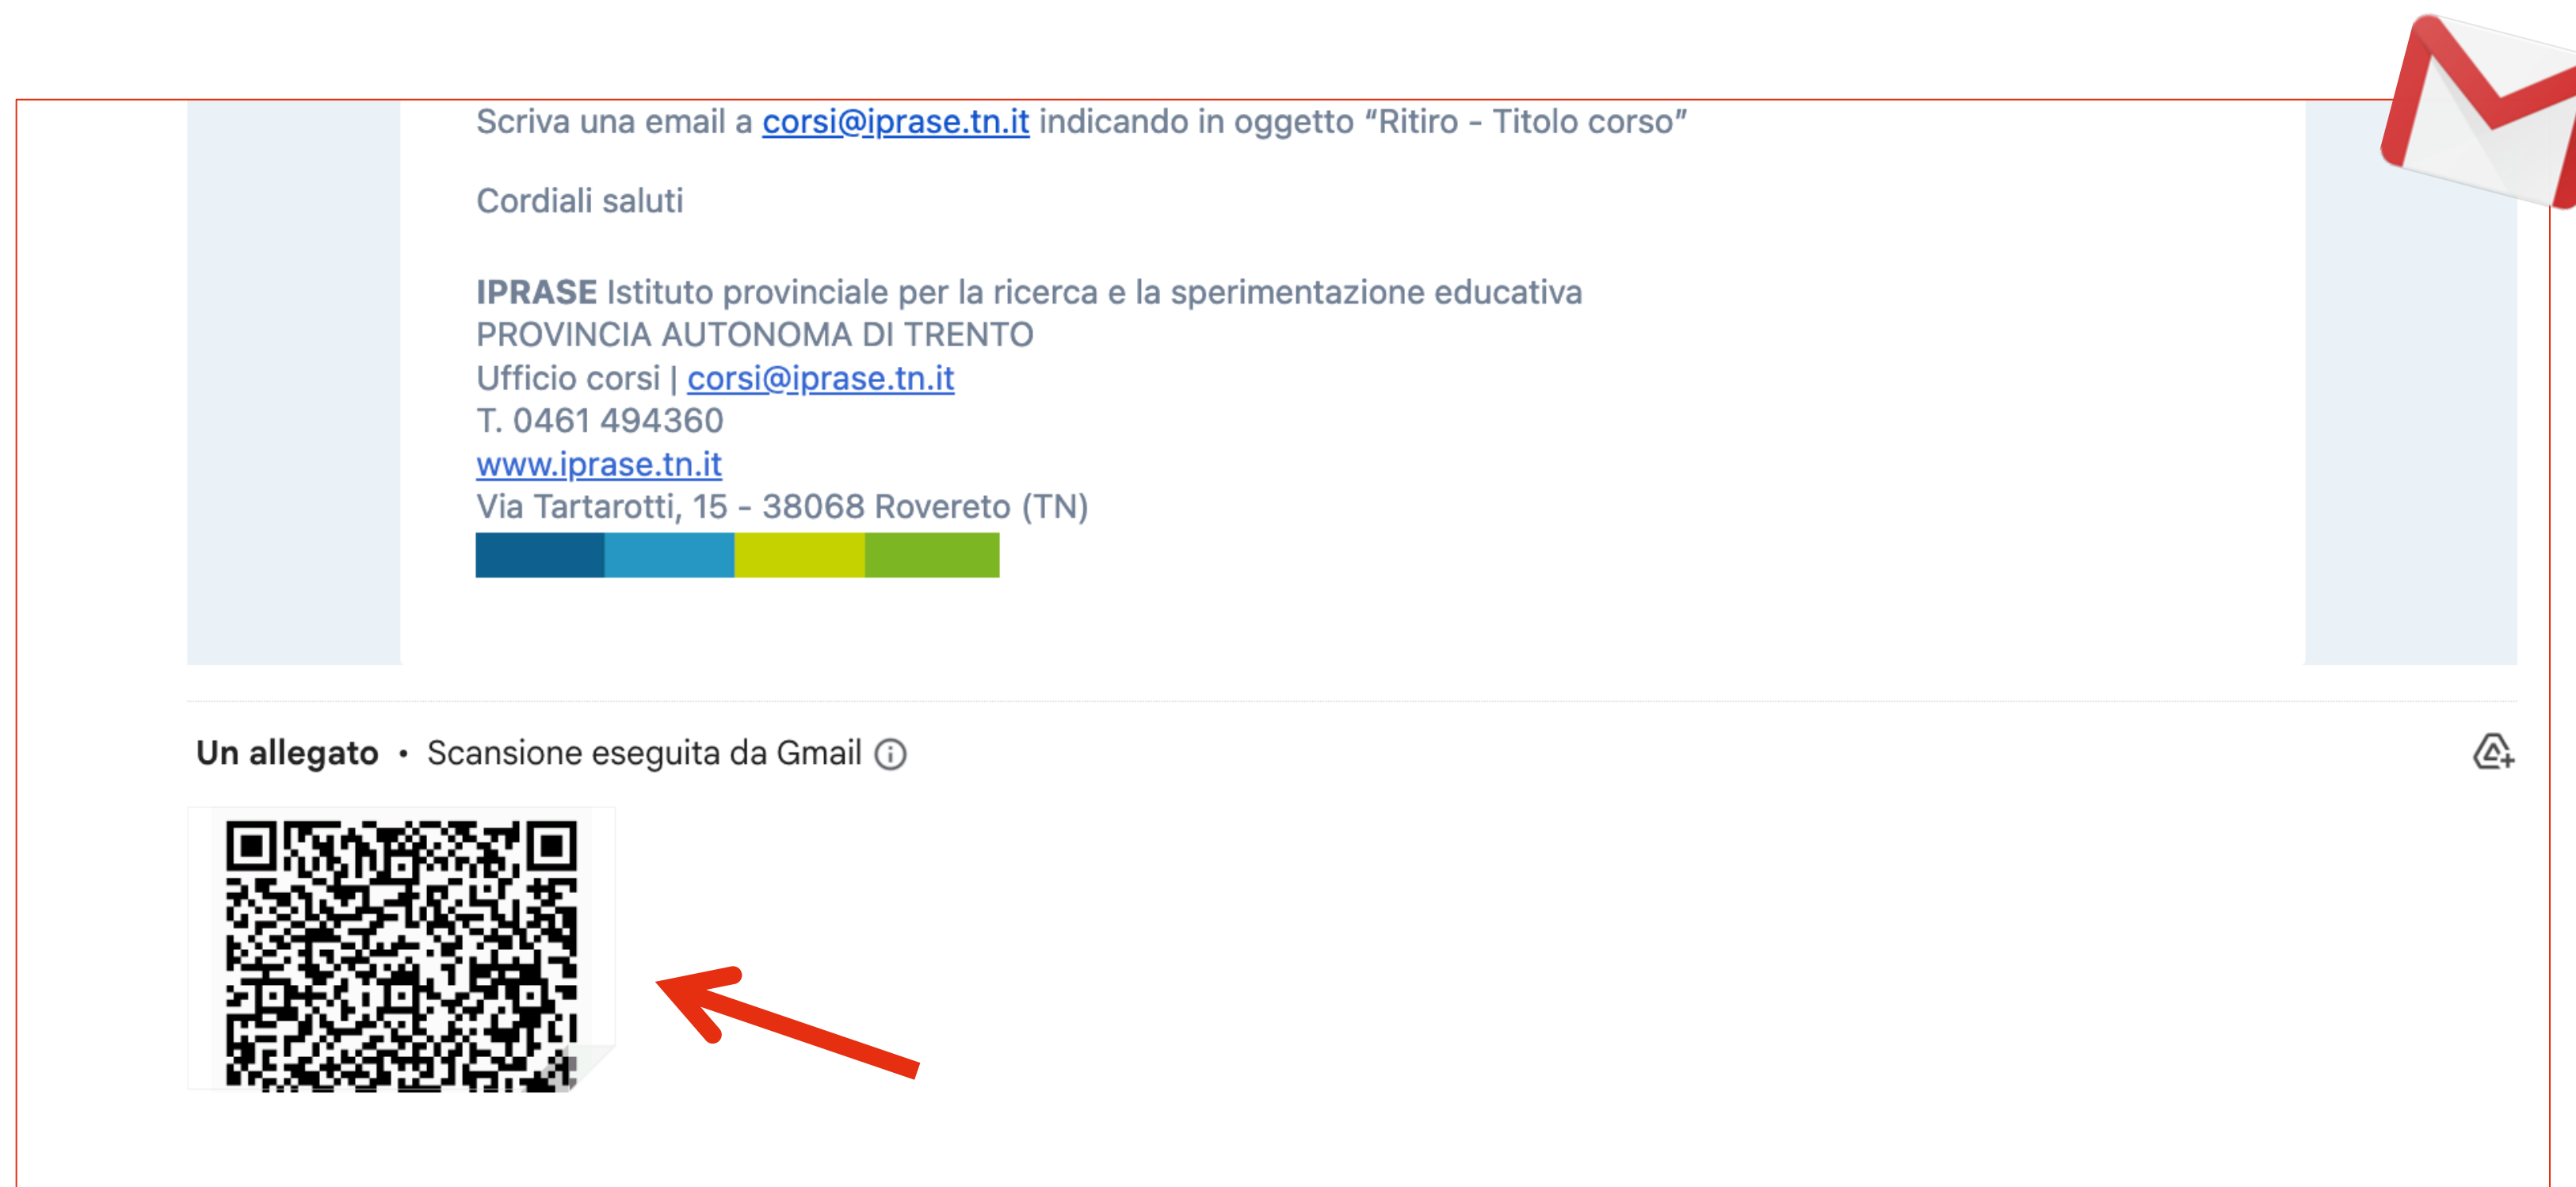 Scriva una email a corsi@iprase.tn.it indicando in oggetto “Ritiro - Titolo corso”
Cordiali saluti
IPRASE Istituto provinciale per la ricerca e la sperimentazione educativa
PROVINCIA AUTONOMA DI TRENTO
Ufficio corsi | corsi@iprase.tn.it
T. 0461 494360
www.iprase.tn.it
Via Tartarotti, 15 - 38068 Rovereto (TN)
Un allegato • Scansione eseguita da Gmail